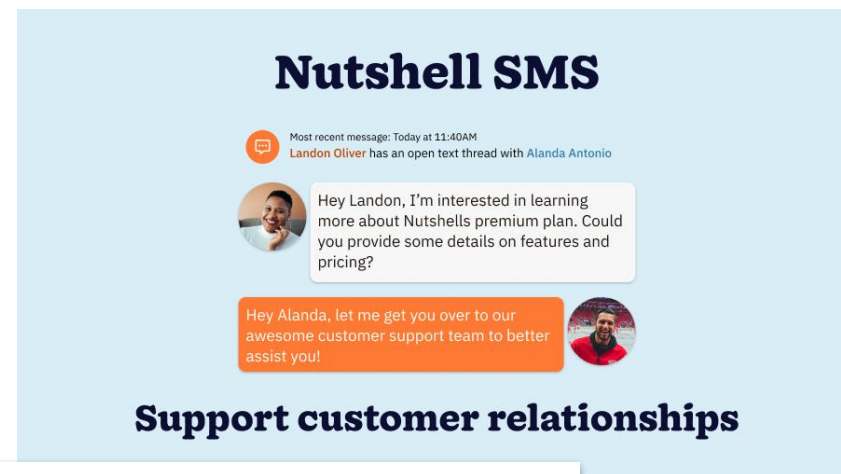 Nutshell SMS
Most recent message: Today at 11:40AM
Landon Oliver has an open text thread with Alanda Antonio
Hey Landon, I’m interested in learning
more about Nutshells premium plan. Could
you provide some details on features and
pricing?
Hey Alanda, let me get you over to our
awesome customer support team to better
assist you!
Support customer relationships